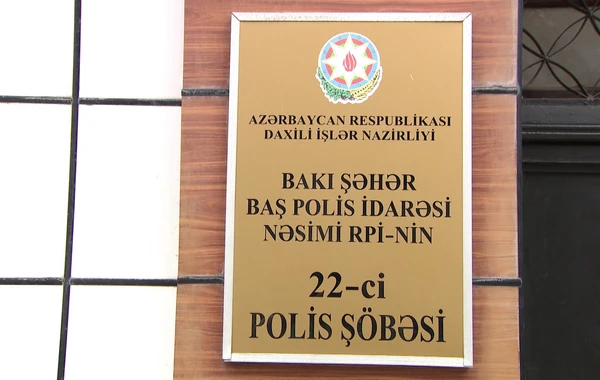 AZƏRBAYCAN RESPUBLİKASI
DAXİLİ İŞLƏR NAZİRLİYİ
BAKI ŞƏHƏR
BAŞ POLİS İDARƏSİ
NƏSİMİ RPİ-NİN
22-ci
POLİS ŞÖBƏSİ